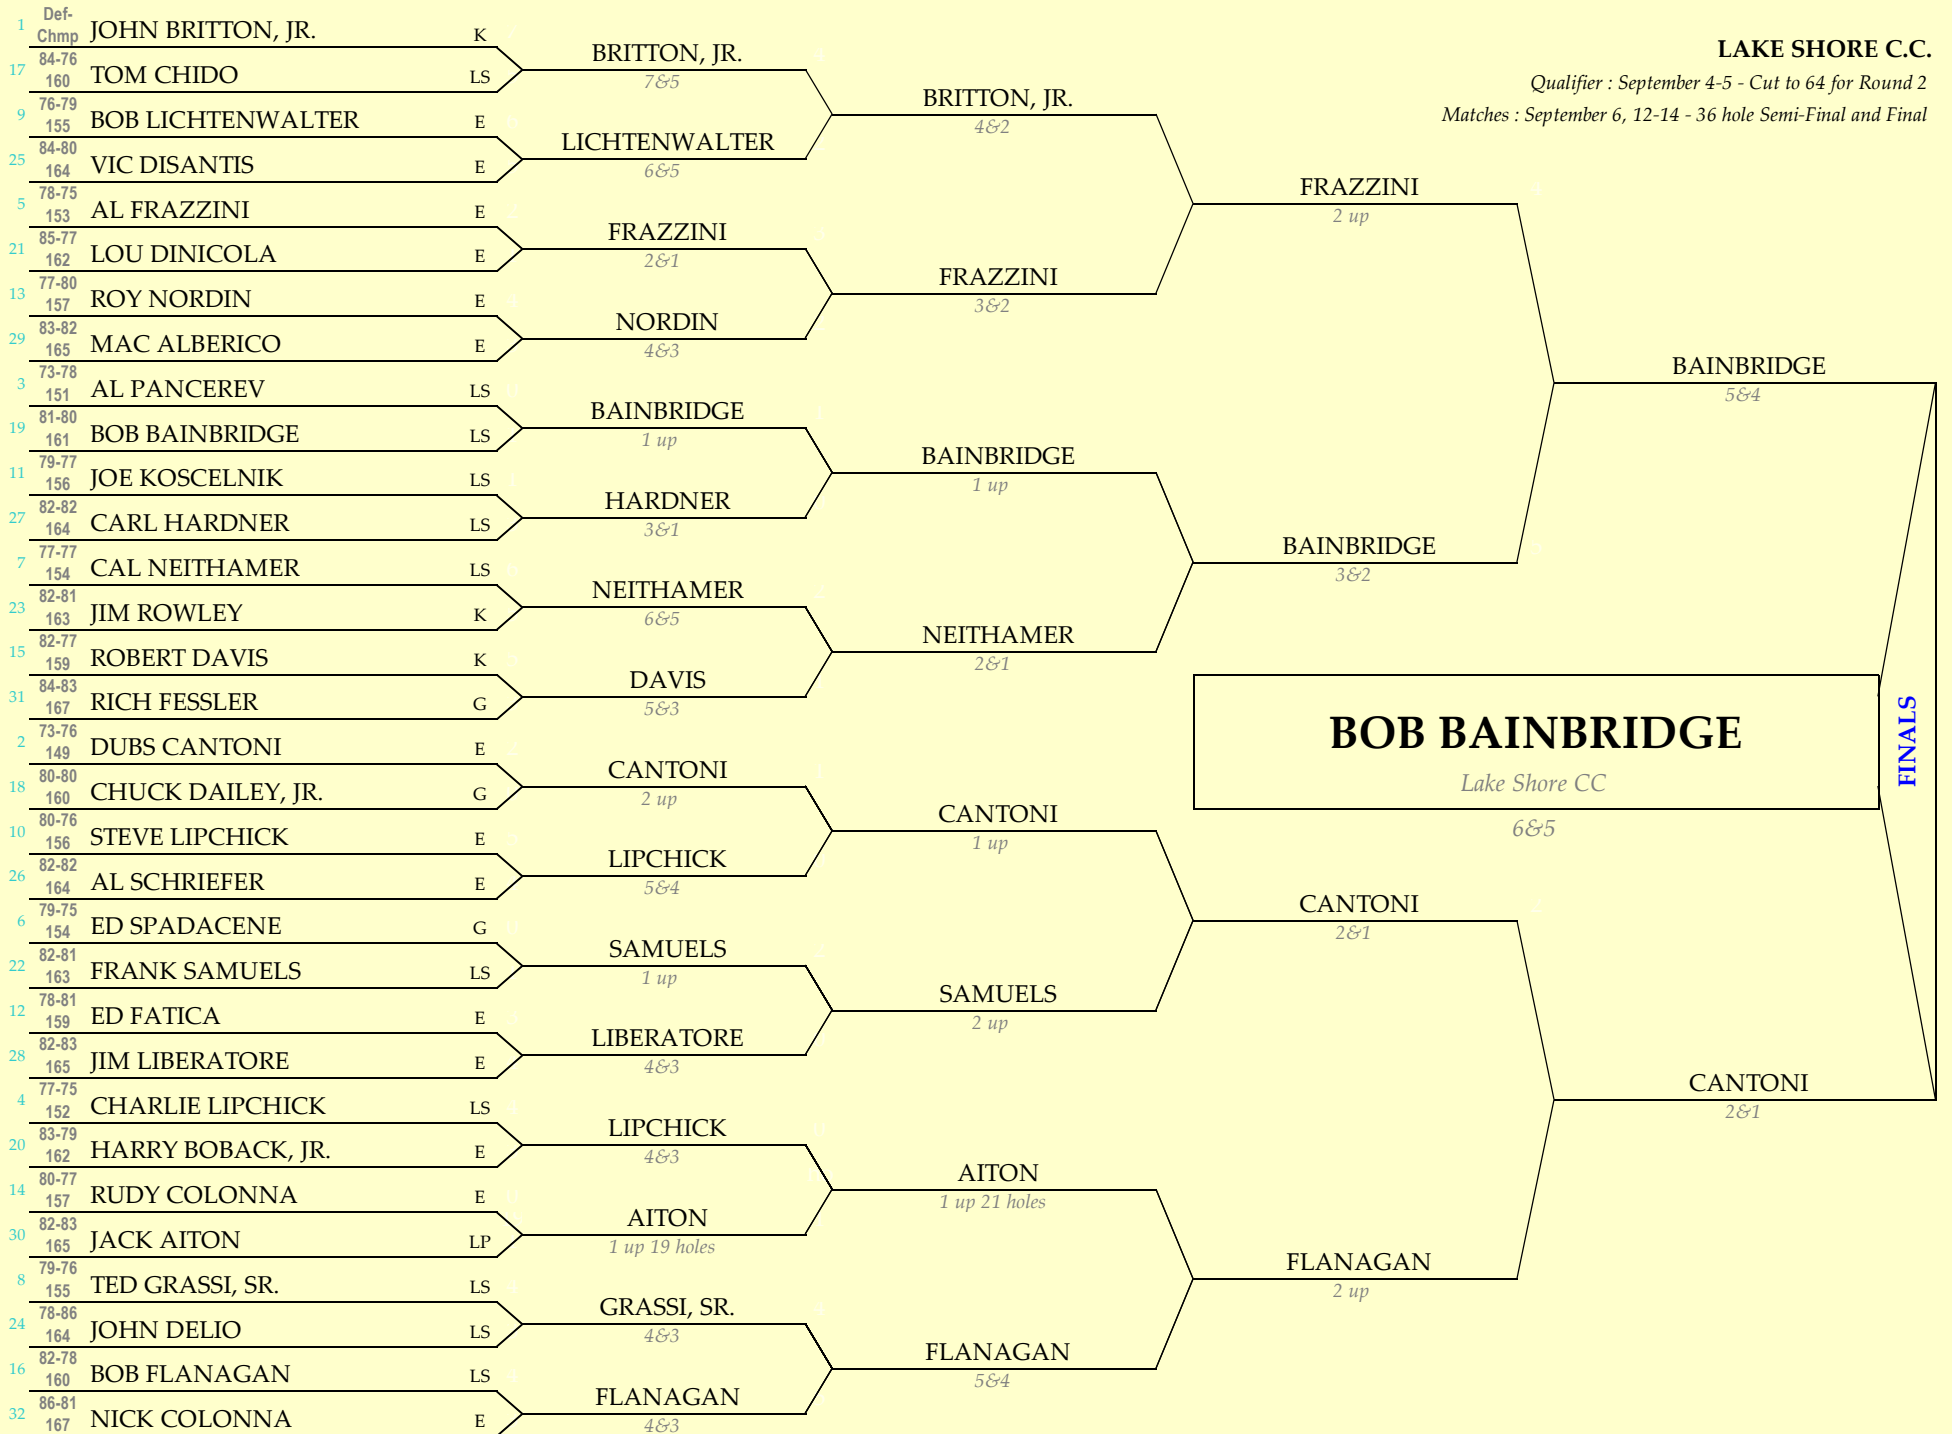 LAKE SHORE C.C.
Qualifier : September 4-5 - Cut to 64 for Round 2
Matches : September 6, 12-14 - 36 hole Semi-Final and Final
1 Def-Chmp JOHN BRITTON, JR. K
17 84-76 160 TOM CHIDO LS
9 76-79 155 BOB LICHTENWALTER E
25 84-80 164 VIC DISANTIS E
5 78-75 153 AL FRAZZINI E
21 85-77 162 LOU DINICOLA E
13 77-80 157 ROY NORDIN E
29 83-82 165 MAC ALBERICO E
3 73-78 151 AL PANCEREV LS
19 81-80 161 BOB BAINBRIDGE LS
11 79-77 156 JOE KOSCELNIK LS
27 82-82 164 CARL HARDNER LS
7 77-77 154 CAL NEITHAMER LS
23 82-81 163 JIM ROWLEY K
15 82-77 159 ROBERT DAVIS K
31 84-83 167 RICH FESSLER G
2 73-76 149 DUBS CANTONI E
18 80-80 160 CHUCK DAILEY, JR. G
10 80-76 156 STEVE LIPCHICK E
26 82-82 164 AL SCHRIEFER E
6 79-75 154 ED SPADACENE G
22 82-81 163 FRANK SAMUELS LS
12 78-81 159 ED FATICA E
28 82-83 165 JIM LIBERATORE E
4 77-75 152 CHARLIE LIPCHICK LS
20 83-79 162 HARRY BOBACK, JR. E
14 80-77 157 RUDY COLONNA E
30 82-83 165 JACK AITON LP
8 79-76 155 TED GRASSI, SR. LS
24 78-86 164 JOHN DELIO LS
16 82-78 160 BOB FLANAGAN LS
32 86-81 167 NICK COLONNA E
BRITTON, JR.
7&5
LICHTENWALTER
6&5
FRAZZINI
2&1
NORDIN
4&3
BAINBRIDGE
1 up
HARDNER
3&1
NEITHAMER
6&5
DAVIS
5&3
CANTONI
2 up
LIPCHICK
5&4
SAMUELS
1 up
LIBERATORE
4&3
LIPCHICK
4&3
AITON
1 up 19 holes
GRASSI, SR.
4&3
FLANAGAN
4&3
BRITTON, JR.
4&2
FRAZZINI
3&2
BAINBRIDGE
1 up
NEITHAMER
2&1
CANTONI
1 up
SAMUELS
2 up
AITON
1 up 21 holes
FLANAGAN
5&4
FRAZZINI
2 up
BAINBRIDGE
3&2
CANTONI
2&1
FLANAGAN
2 up
BAINBRIDGE
5&4
CANTONI
2&1
BOB BAINBRIDGE
Lake Shore CC
6&5
FINALS